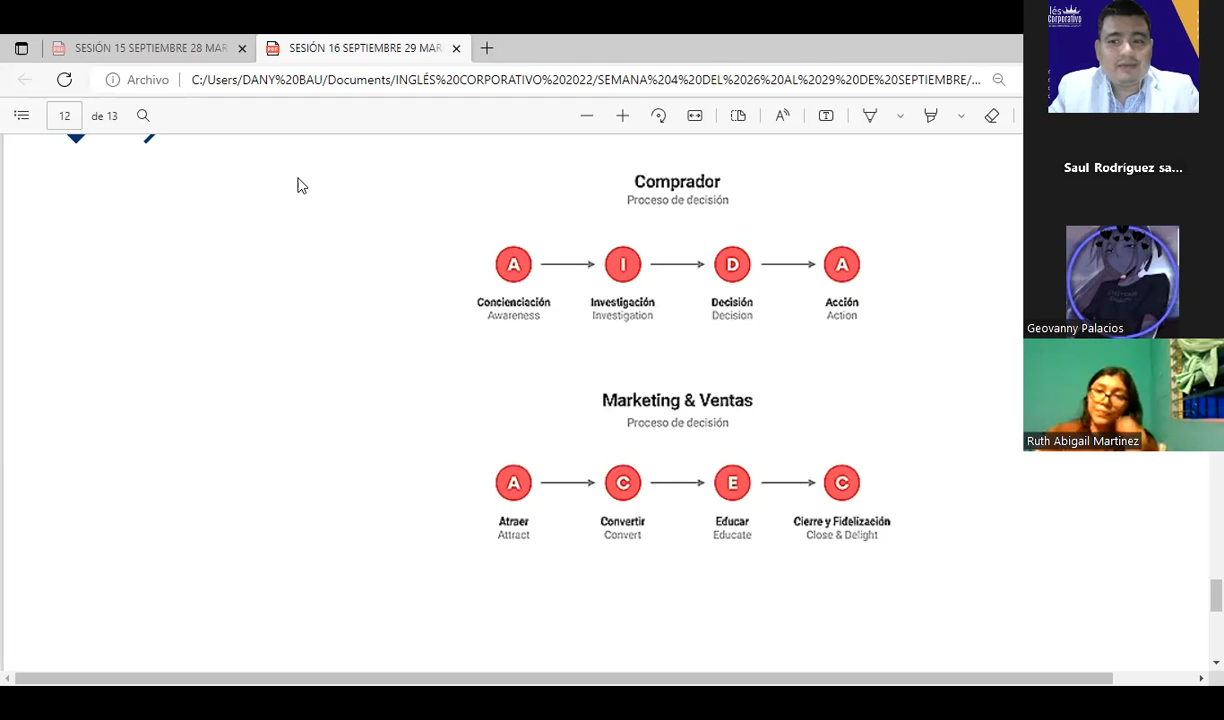 SESIÓN 15 SEPTIEMBRE 28 MAR
SESIÓN 16 SEPTIEMBRE 29 MAR
Archivo
C:/Users/DANY%20BAU/Documents/INGLÉS%20CORPORATIVO%202022/SEMANA%204%20DEL%2026%20AL%2029%20DE%20SEPTIEMBRE/...
12 de 13
Comprador
Proceso de decisión
A I D A
Concienciación Investigación Decisión Acción
Awareness Investigation Decision Action
Marketing & Ventas
Proceso de decisión
A C E C
Atraer Convertir Educar Cierre y Fidelización
Attract Convert Educate Close & Delight
lés
Corporativo
Saul Rodríguez sa...
Geovanny Palacios
Ruth Abigail Martinez